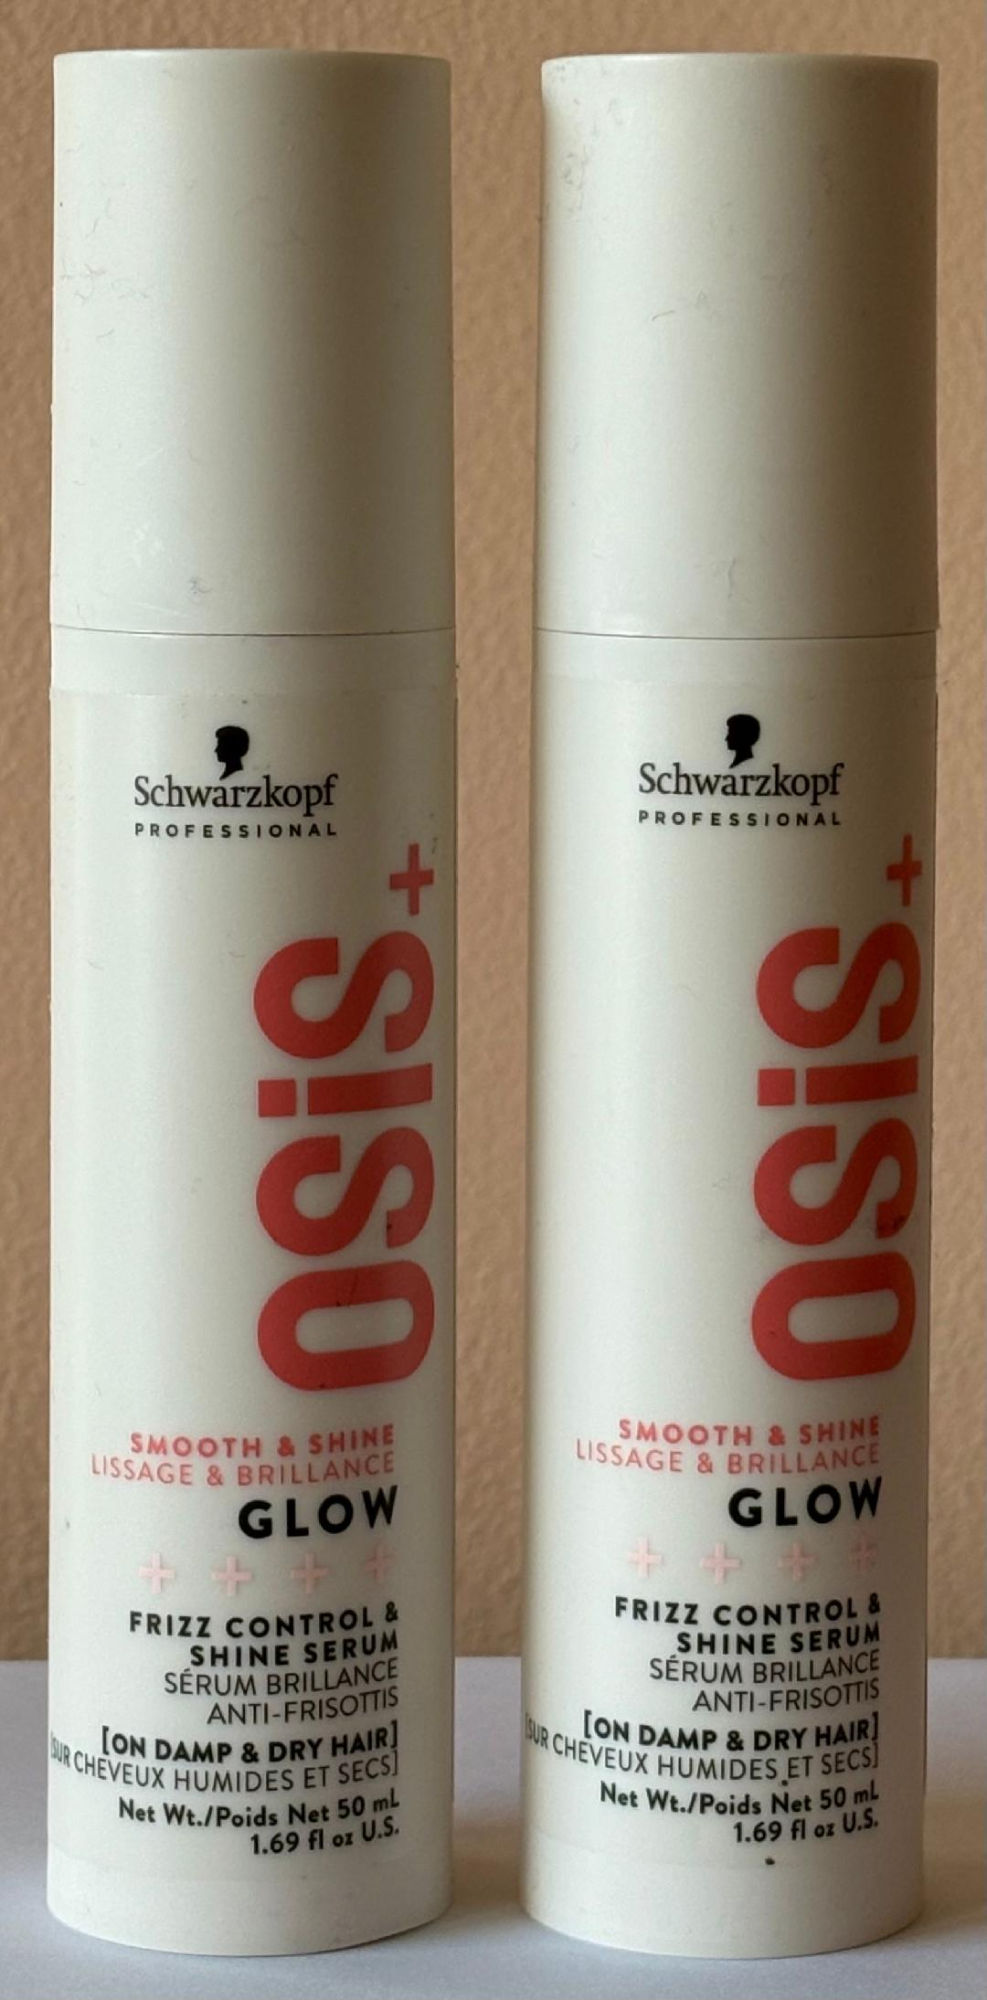 Schwarzkopf
PROFESSIONAL
OSiS+
SMOOTH & SHINE
LISSAGE & BRILLANCE
GLOW
++++
FRIZZ CONTROL &
SHINE SERUM
SÉRUM BRILLANCE
ANTI-FRISOTTIS
[ON DAMP & DRY HAIR]
[SUR CHEVEUX HUMIDES ET SECS]
Net Wt./Poids Net 50 mL
1.69 fl oz U.S.
Schwarzkopf
PROFESSIONAL
OSiS+
SMOOTH & SHINE
LISSAGE & BRILLANCE
GLOW
++++
FRIZZ CONTROL &
SHINE SERUM
SÉRUM BRILLANCE
ANTI-FRISOTTIS
[ON DAMP & DRY HAIR]
[SUR CHEVEUX HUMIDES ET SECS]
Net Wt./Poids Net 50 mL
1.69 fl oz U.S.